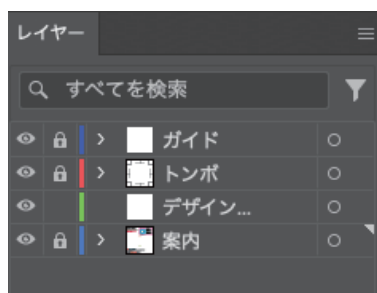 レイヤー
すべてを検索
ガイド
トンボ
デザイン...
案内